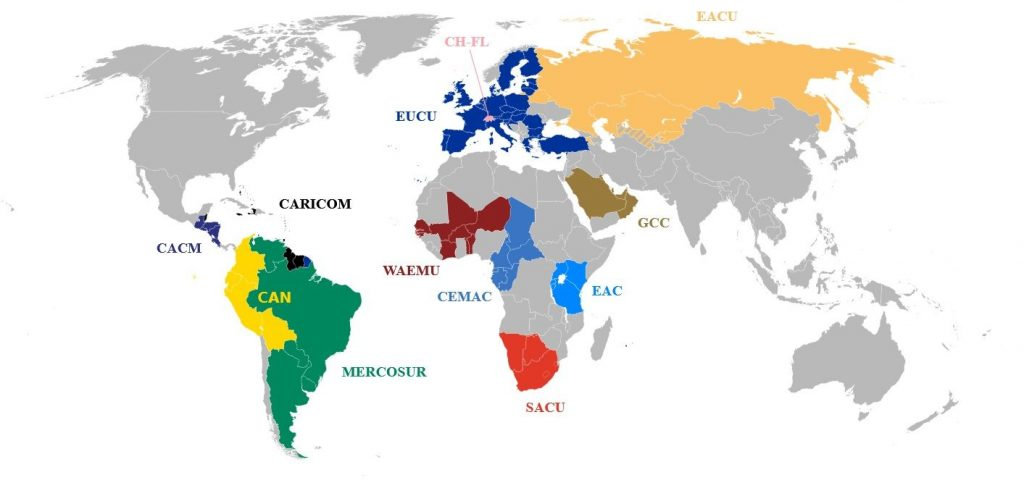 EACU
CH-FL
EUCU
CARICOM
GCC
CACM
WAEMU
CEMAC
EAC
CAN
MERCOSUR
SACU